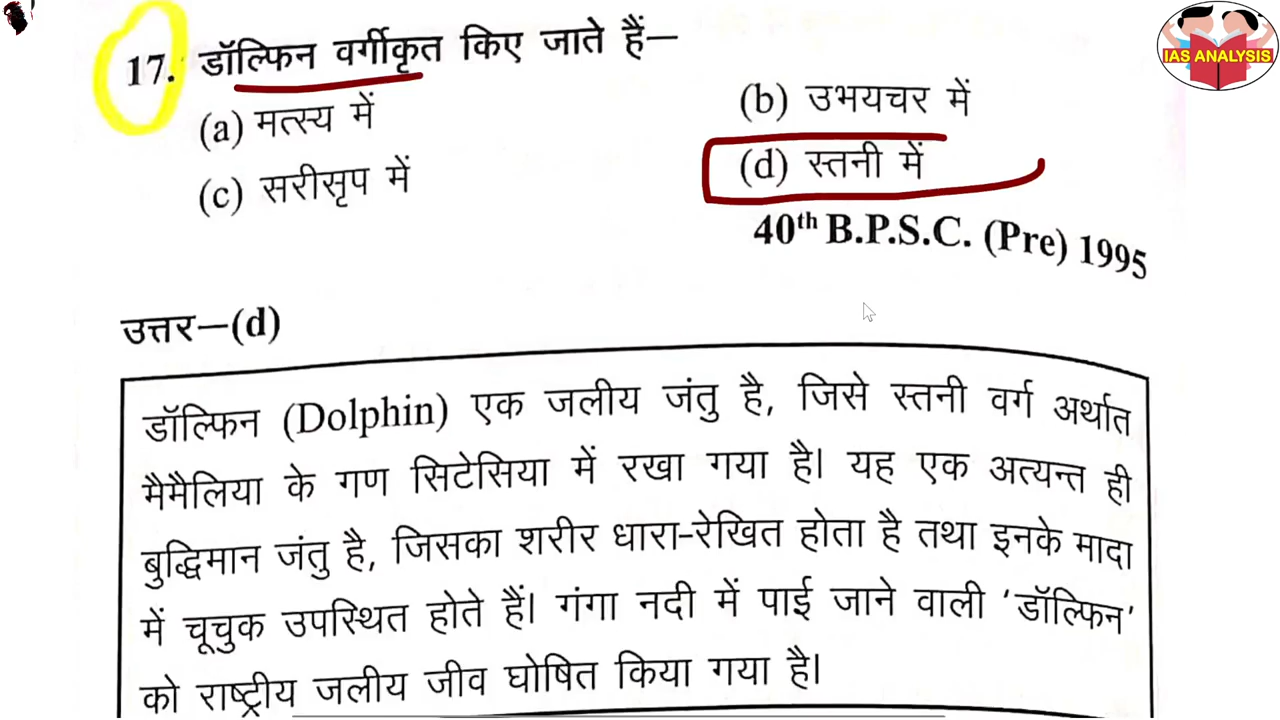 IAS ANALYSIS
17. डॉल्फिन वर्गीकृत किए जाते हैं–
(a) मत्स्य में
(b) उभयचर में
(c) सरीसृप में
(d) स्तनी में
40th B.P.S.C. (Pre) 1995
उत्तर–(d)
डॉल्फिन (Dolphin) एक जलीय जंतु है, जिसे स्तनी वर्ग अर्थात
मैमैलिया के गण सिटेसिया में रखा गया है। यह एक अत्यन्त ही
बुद्धिमान जंतु है, जिसका शरीर धारा-रेखित होता है तथा इनके मादा
में चूचुक उपस्थित होते हैं। गंगा नदी में पाई जाने वाली 'डॉल्फिन'
को राष्ट्रीय जलीय जीव घोषित किया गया है।